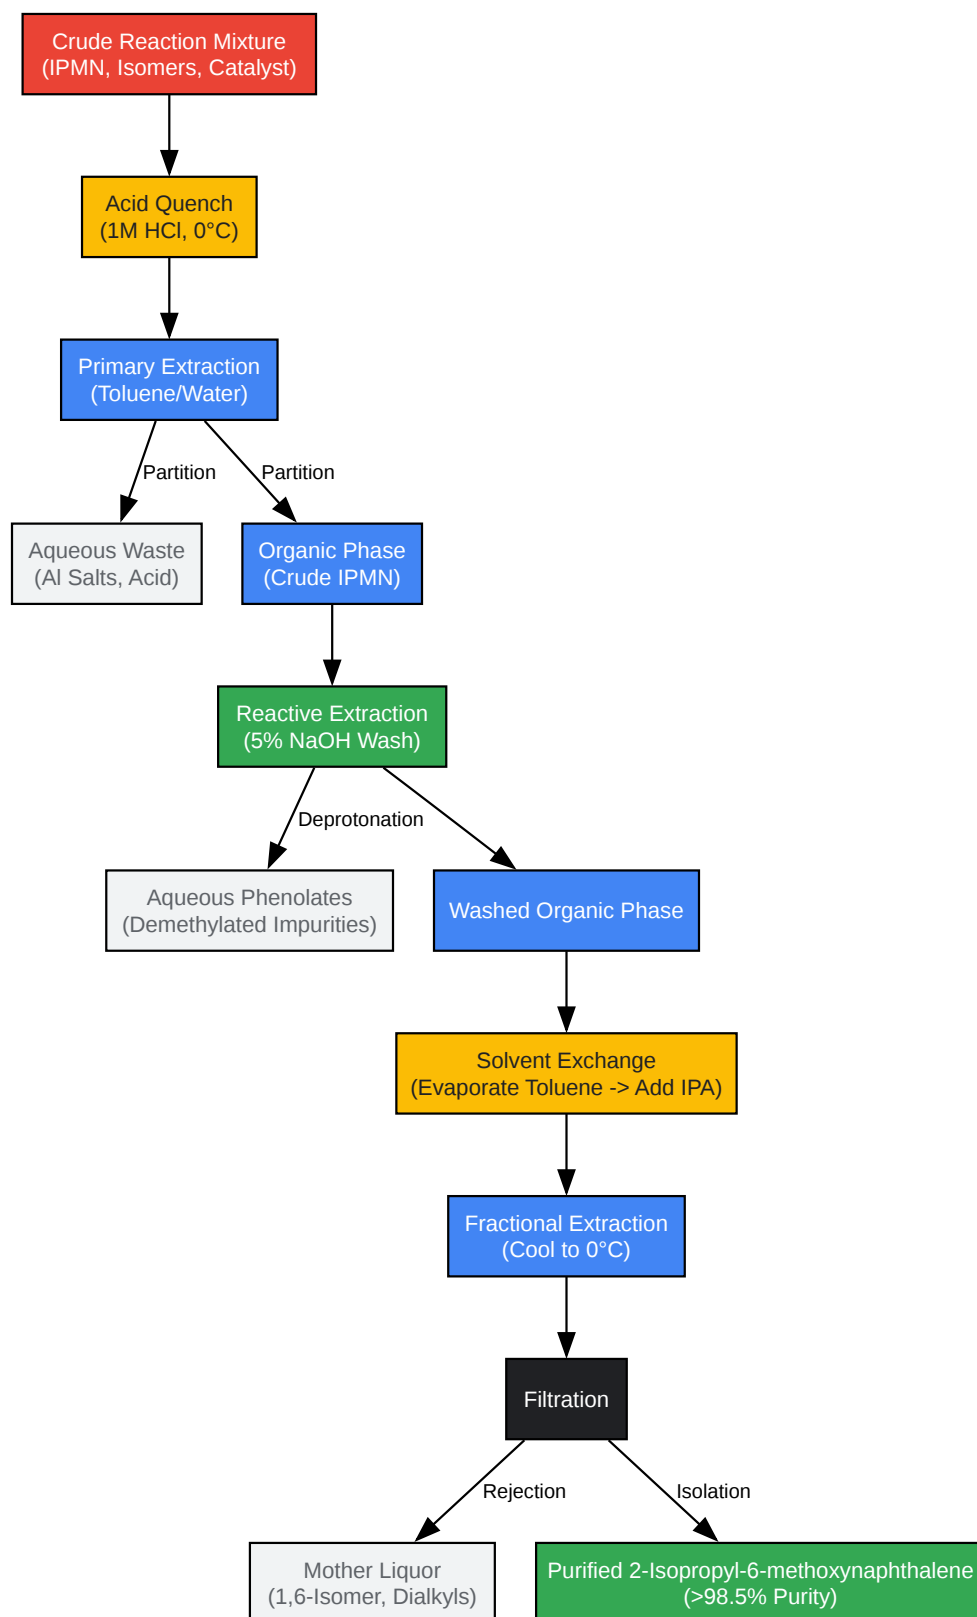 Crude Reaction Mixture
(IPMN, Isomers, Catalyst)
Acid Quench
(1M HCl, 0°C)
Primary Extraction
(Toluene/Water)
Partition
Partition
Aqueous Waste
(Al Salts, Acid)
Organic Phase
(Crude IPMN)
Reactive Extraction
(5% NaOH Wash)
Deprotonation
Aqueous Phenolates
(Demethylated Impurities)
Washed Organic Phase
Solvent Exchange
(Evaporate Toluene -> Add IPA)
Fractional Extraction
(Cool to 0°C)
Filtration
Rejection
Isolation
Mother Liquor
(1,6-Isomer, Dialkyls)
Purified 2-Isopropyl-6-methoxynaphthalene
(>98.5% Purity)